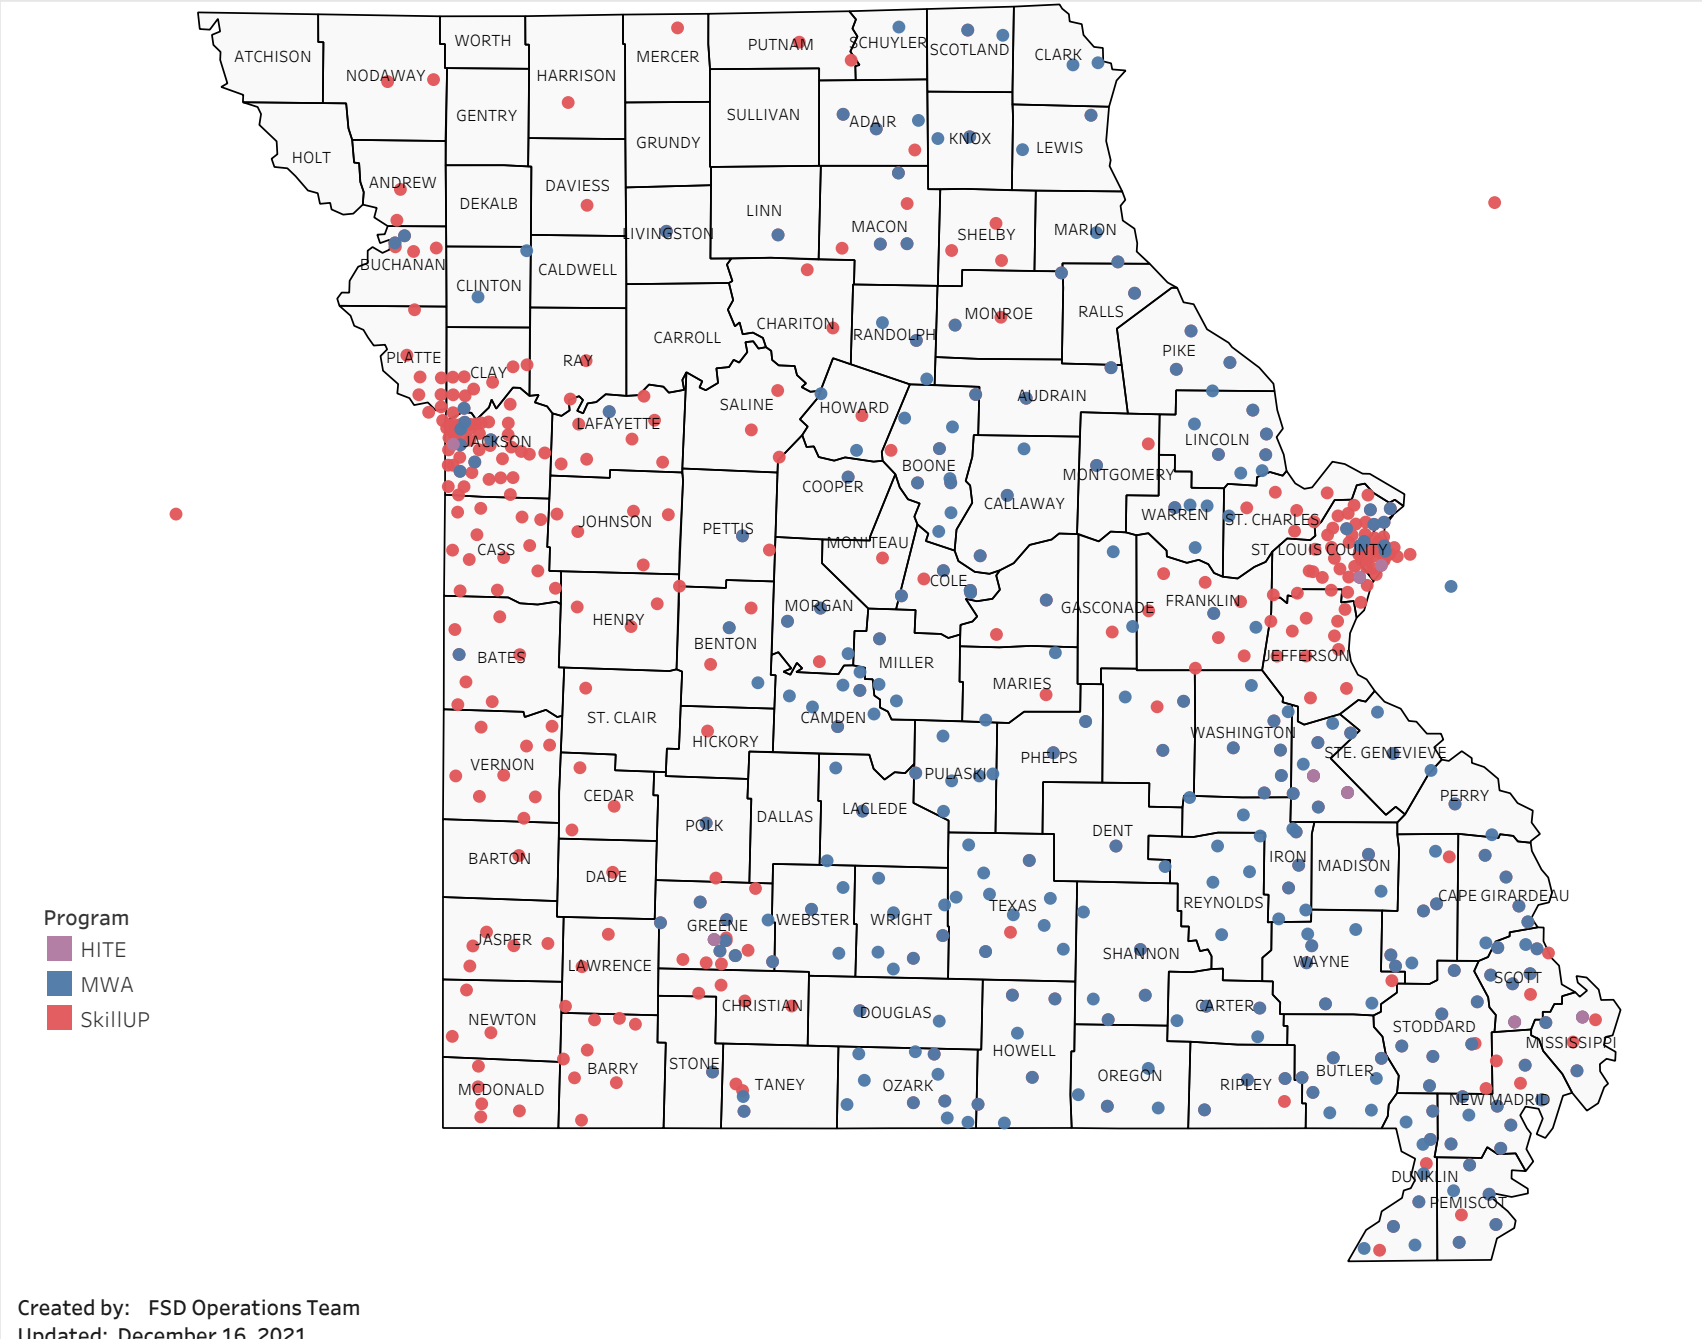 WORTH
ATCHISON
NODAWAY
HARRISON
MERCER
PUTNAM
SCHUYLER
SCOTLAND
CLARK
GENTRY
SULLIVAN
ADAIR
KNOX
LEWIS
HOLT
GRUNDY
ANDREW
DEKALB
DAVIESS
LIVINGSTON
LINN
MACON
SHELBY
MARION
BUCHANAN
CLINTON
CALDWELL
CARROLL
CHARITON
RANDOLPH
MONROE
RALLS
PIKE
PLATTE
CLAY
RAY
SALINE
HOWARD
AUDRAIN
JACKSON
LAFAYETTE
BOONE
LINCOLN
COOPER
CALLAWAY
MONTGOMERY
WARREN
ST. CHARLES
JOHNSON
PETTIS
MONITEAU
CASS
ST. LOUIS COUNTY
COLE
HENRY
MORGAN
GASCONADE
FRANKLIN
BENTON
MILLER
JEFFERSON
BATES
MARIES
ST. CLAIR
CAMDEN
HICKORY
WASHINGTON
STE. GENEVIEVE
VERNON
PULASKI
PHELPS
CEDAR
POLK
DALLAS
LACLEDE
PERRY
DENT
BARTON
DADE
IRON
MADISON
GREENE
WEBSTER
WRIGHT
TEXAS
REYNOLDS
CAPE GIRARDEAU
JASPER
LAWRENCE
SHANNON
WAYNE
SCOTT
NEWTON
CHRISTIAN
DOUGLAS
CARTER
STODDARD
MISSISSIPPI
BARRY
STONE
HOWELL
MCDONALD
TANEY
OZARK
OREGON
RIPLEY
BUTLER
NEW MADRID
DUNKLIN
PEMISCOT
Program
HITE
MWA
SkillUP
Created by: FSD Operations Team
Updated: December 16, 2021